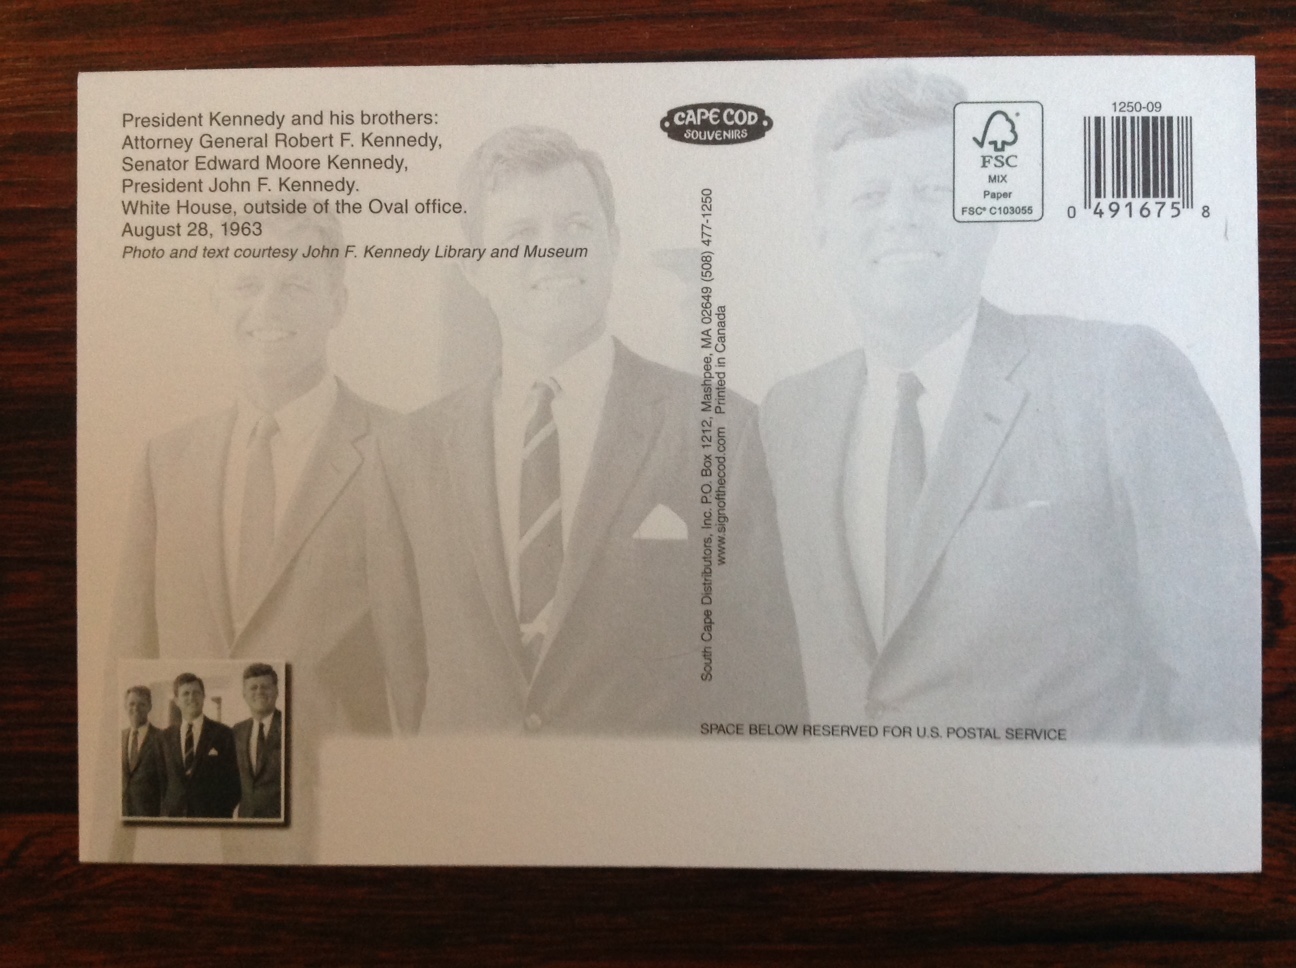 President Kennedy and his brothers:
Attorney General Robert F. Kennedy,
Senator Edward Moore Kennedy,
President John F. Kennedy.
White House, outside of the Oval office.
August 28, 1963
Photo and text courtesy John F. Kennedy Library and Museum
CAPE COD
SOUVENIRS
South Cape Distributors, Inc. P.O. Box 1212, Mashpee, MA 02649 (508) 477-1250
www.signofthecod.com Printed in Canada
FSC
MIX
Paper
FSC® C103055
1250-09
0 491675 8
SPACE BELOW RESERVED FOR U.S. POSTAL SERVICE